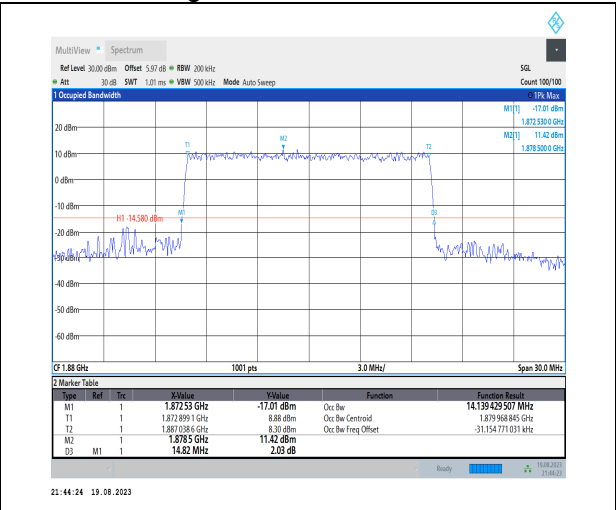 MultiView * Spectrum
Ref Level 30.00 dBm Offset 5.97 dB RBW 200 kHz SGL
Att 30 dB SWT 1.01 ms VBW 500 kHz Mode Auto Sweep Count 100/100
1 Occupied Bandwidth 1Pk Max
M1[1] -17.01 dBm
1.872 530 0 GHz
M2[1] 11.42 dBm
1.878 500 0 GHz
20 dBm
M2
T1
T2
10 dBm
0 dBm
-10 dBm
M1
D3
H1 -14.580 dBm
-20 dBm
-30 dBm
-40 dBm
-50 dBm
-60 dBm
CF 1.88 GHz 1001 pts 3.0 MHz/ Span 30.0 MHz
2 Marker Table
Type Ref Trc X-Value Y-Value Function Function Result
M1 1 1.872 53 GHz -17.01 dBm Occ Bw 14.139 429 507 MHz
T1 1 1.872 899 1 GHz 8.88 dBm Occ Bw Centroid 1.879 968 845 GHz
T2 1 1.887 038 6 GHz 8.30 dBm Occ Bw Freq Offset -31.154 771 031 kHz
M2 1 1.878 5 GHz 11.42 dBm
D3 M1 1 14.82 MHz 2.03 dB
Ready 19.08.2023
21:44:23
21:44:24 19.08.2023